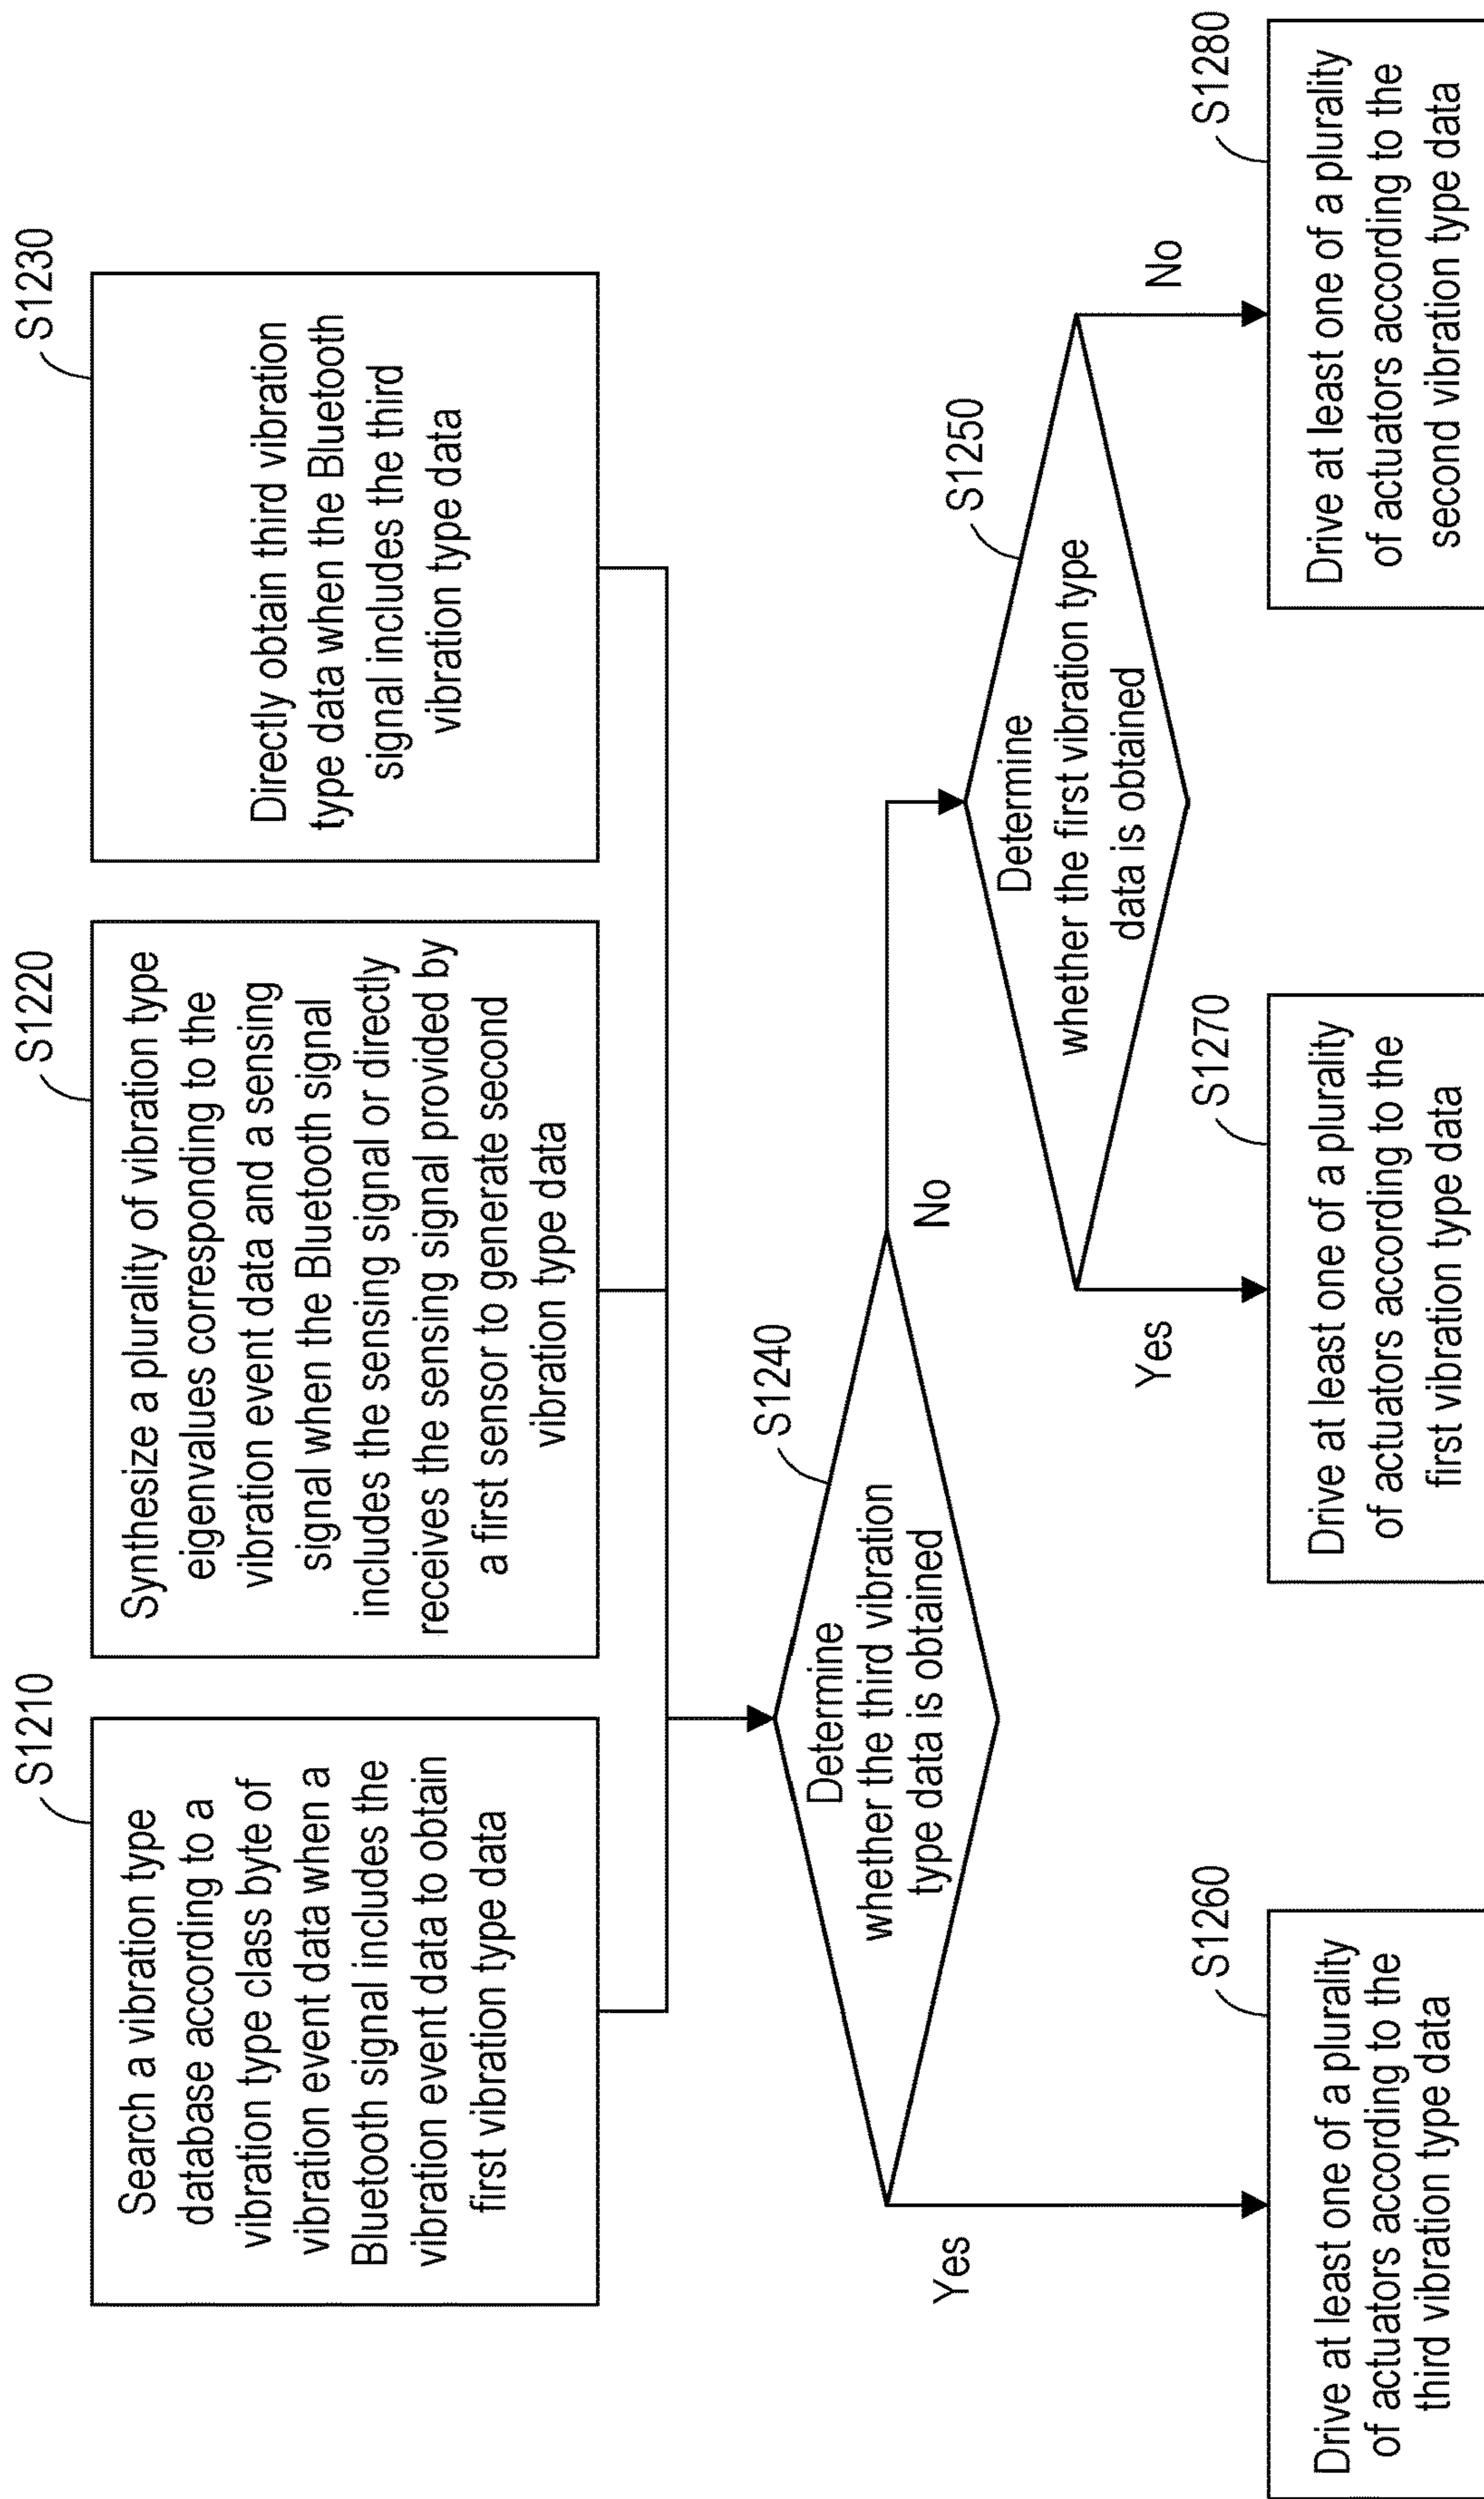 S1210
Search a vibration type
database according to a
vibration type class byte of
vibration event data when a
Bluetooth signal includes the
vibration event data to obtain
first vibration type data
S1220
Synthesize a plurality of vibration type
eigenvalues corresponding to the
vibration event data and a sensing
signal when the Bluetooth signal
includes the sensing signal or directly
receives the sensing signal provided by
a first sensor to generate second
vibration type data
S1230
Directly obtain third vibration
type data when the Bluetooth
signal includes the third
vibration type data
S1240
Determine
whether the third vibration
type data is obtained
Yes
No
S1250
Determine
whether the first vibration type
data is obtained
Yes
No
S1260
Drive at least one of a plurality
of actuators according to the
third vibration type data
S1270
Drive at least one of a plurality
of actuators according to the
first vibration type data
S1280
Drive at least one of a plurality
of actuators according to the
second vibration type data